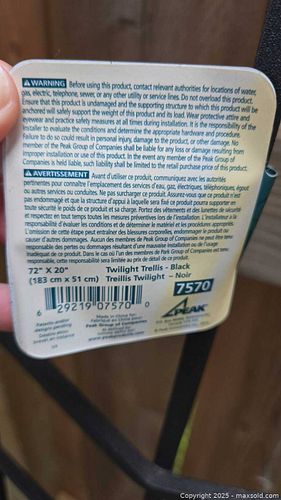 WARNING Before using this product, contact relevant authorities for locations of water,
gas, electric, telephone, sewer, or any other utility or service lines. Do not overload this product.
Ensure that this product is undamaged and the supporting structure to which this product will be
anchored will safely support the weight of this product and its load. Wear protective attire and
eyewear and practice safety measures at all times during installation. It is the responsibility of the
Installer to evaluate the conditions and determine the appropriate hardware and procedure.
Failure to do so could result in personal injury, damage to the product, or other damage. No
member of Peak Group of Companies shall be liable for any loss or damage resulting from
improper installation or use of this product. In the event any member of the Peak Group of
Companies is held liable, such liability shall be limited to the retail purchase price of this product.
AVERTISSEMENT Avant d'utiliser ce produit, communiquez avec les autorités
pertinentes pour connaître l'emplacement des services d'eau, gaz, électriques, téléphoniques, égout
ou autres services ou conduites. Ne pas surcharger ce produit. Assurez-vous que ce produit n'est
pas endommagé et que la structure d'appui à laquelle sera fixé ce produit pourra supporter en
toute sécurité le poids de ce produit et sa charge. Portez des vêtements et des lunettes de sécurité
et respectez en tout temps toutes les mesures préventives lors de l'installation. L'installateur a la
responsabilité d'évaluer les conditions et de déterminer le matériel et les procédures appropriées.
L'omission de cette étape peut entraîner des blessures corporelles, endommager le produit ou
causer d'autres dommages. Aucun des membres de Peak Group of Companies ne peut être tenu
responsable des pertes ou dommages résultant d'une mauvaise installation ou de l'usage
inadéquat de ce produit. Dans le cas où l'un des membres de Peak Group of Companies est tenu
responsable, cette responsabilité sera limitée au prix de détail de ce produit.
72" X 20" Twilight Trellis - Black
(183 cm x 51 cm) Treillis Twilight - Noir
7570
6 29219 07570 0
PEAK
Patents and/or
designs pending
Made in China for:
Fabriqué en Chine pour:
Peak Group of Companies
Copyright 2025 - maxsold.com